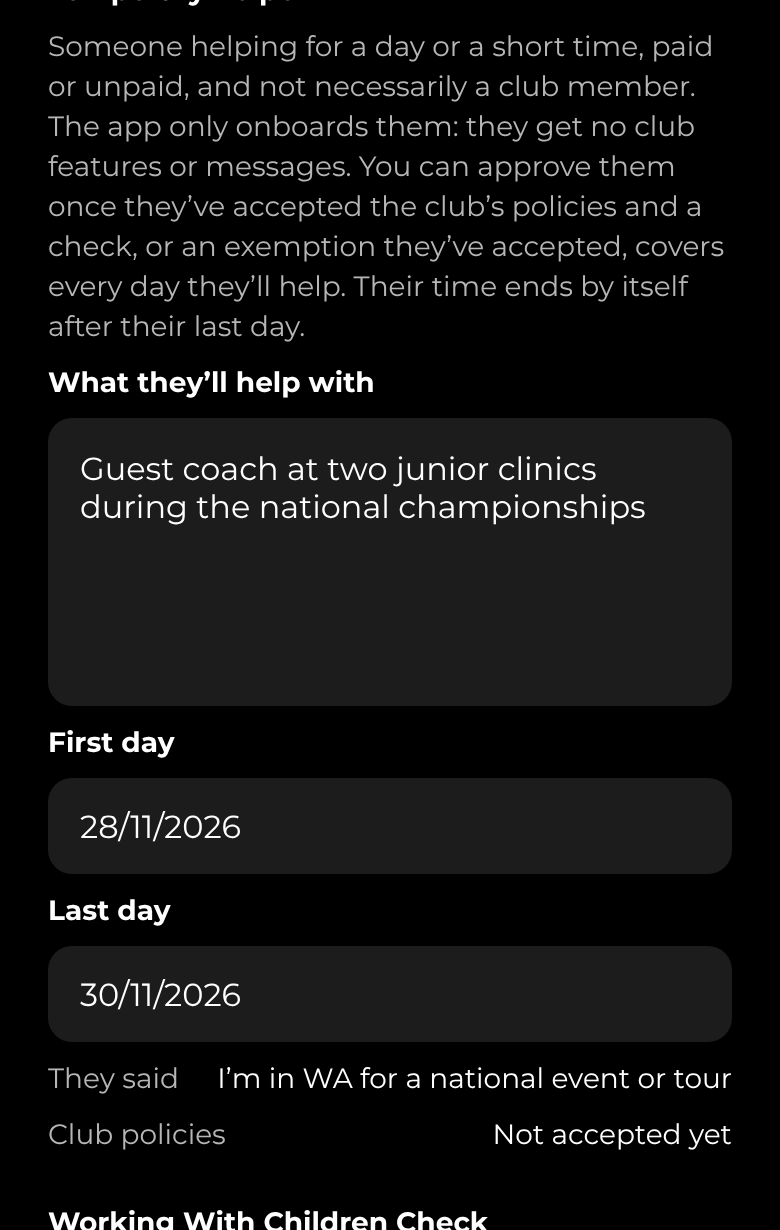 Someone helping for a day or a short time, paid
or unpaid, and not necessarily a club member.
The app only onboards them: they get no club
features or messages. You can approve them
once they’ve accepted the club’s policies and a
check, or an exemption they’ve accepted, covers
every day they’ll help. Their time ends by itself
after their last day.
What they’ll help with
Guest coach at two junior clinics
during the national championships
First day
28/11/2026
Last day
30/11/2026
They said I’m in WA for a national event or tour
Club policies Not accepted yet
Working With Children Check